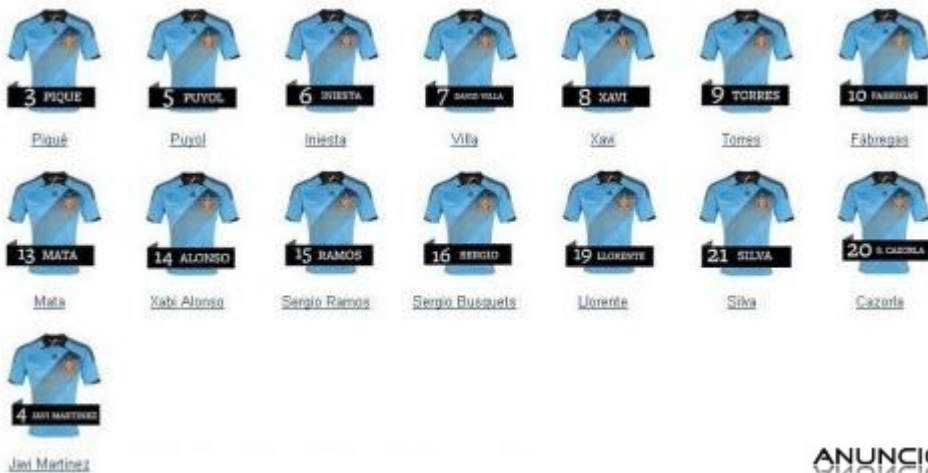 3 PIQUE 5 PUYOL 6 INIESTA 7 DAVID VILLA 8 XAVI 9 TORRES 10 FABREGAS
Piqué Puyol Iniesta Villa Xavi Torres Fábregas
13 MATA 14 ALONSO 15 RAMOS 16 SERGIO 19 LLORENTE 21 SILVA 20 S. CAZORLA
Mata Xabi Alonso Sergio Ramos Sergio Busquets Llorente Silva Cazorla
4 JAVI MARTINEZ
Javi Martinez